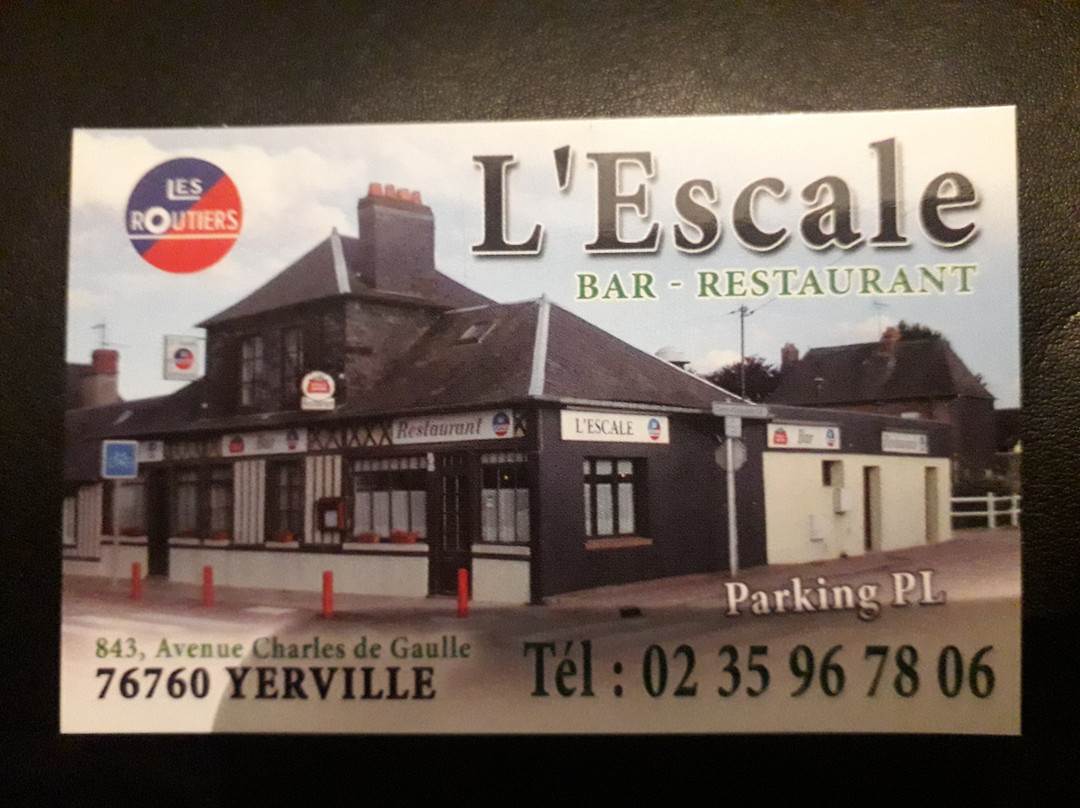 LES
ROUTIERS
L'Escale
BAR - RESTAURANT
Bar
Restaurant
L'ESCALE
Bar
Parking PL
843, Avenue Charles de Gaulle
76760 YERVILLE
Tél : 02 35 96 78 06